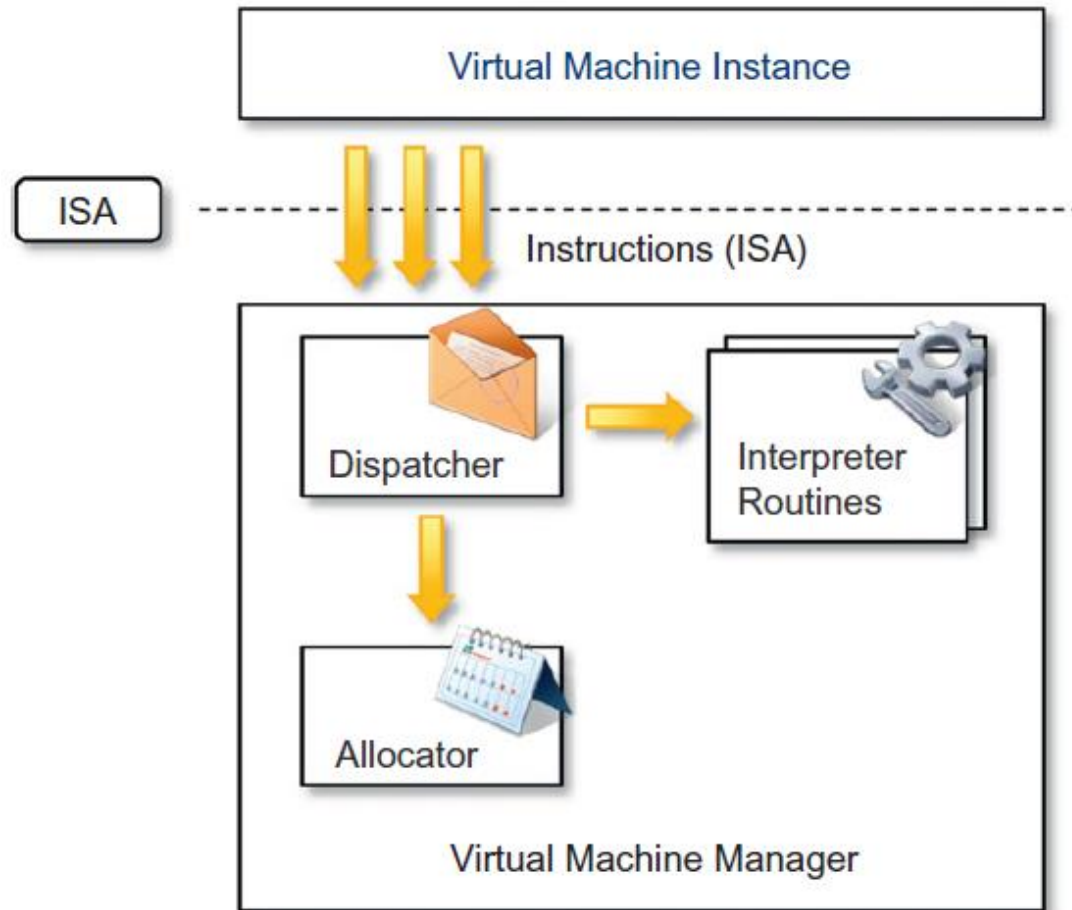 Virtual Machine Instance
ISA
Instructions (ISA)
Dispatcher
Interpreter
Routines
Allocator
Virtual Machine Manager